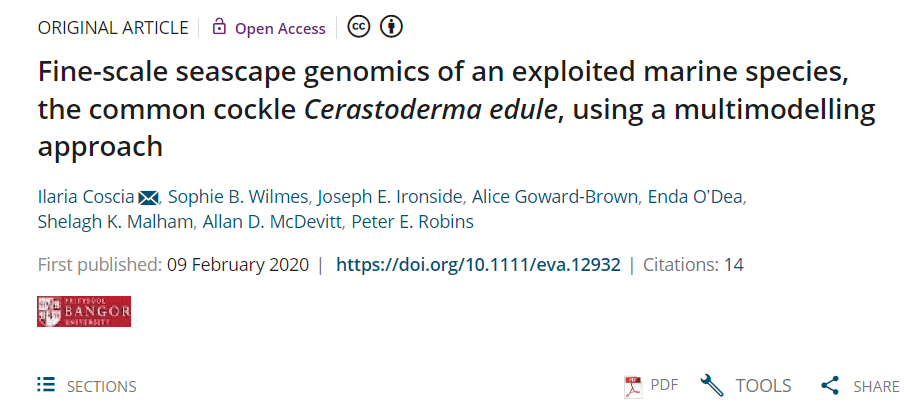 ORIGINAL ARTICLE Open Access
Fine-scale seascape genomics of an exploited marine species,
the common cockle Cerastoderma edule, using a multimodelling
approach
Ilaria Coscia, Sophie B. Wilmes, Joseph E. Ironside, Alice Goward-Brown, Enda O'Dea,
Shelagh K. Malham, Allan D. McDevitt, Peter E. Robins
First published: 09 February 2020 | https://doi.org/10.1111/eva.12932 | Citations: 14
PRIFYSGOL
BANGOR
UNIVERSITY
SECTIONS PDF TOOLS SHARE